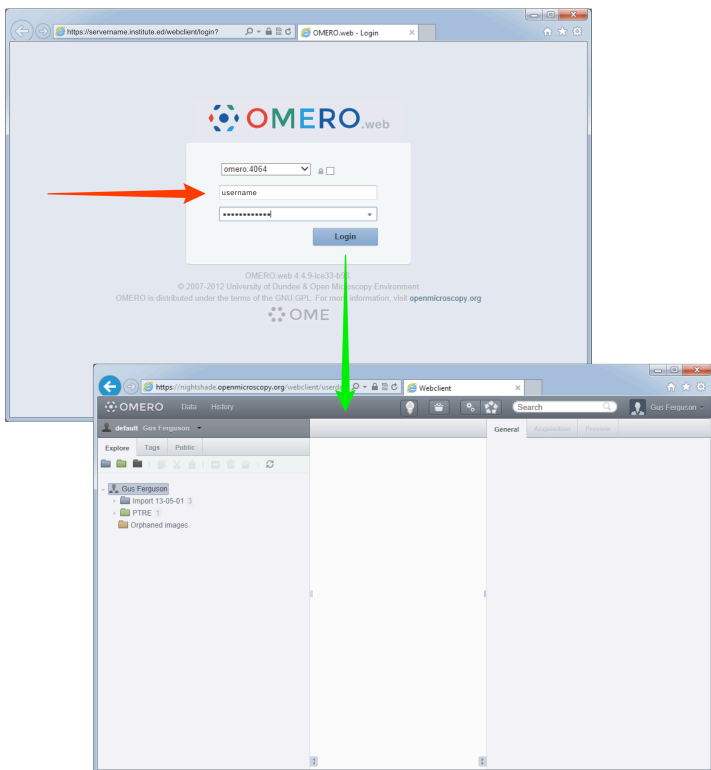 https://servername.institute.ed/webclient/login?
OMERO.web - Login
OMERO.web
omero:4064
username
Login
OMERO.web 4.4.9-ice33-b98
© 2007-2012 University of Dundee & Open Microscopy Environment
OMERO is distributed under the terms of the GNU GPL. For more information, visit openmicroscopy.org
OME
https://nightshade.openmicroscopy.org/webclient/userd
Webclient
OMERO Data History Search Gus Ferguson
default Gus Ferguson
General Acquisition Preview
Explore Tags Public
Gus Ferguson
Import 13-05-01 3
PTRE 1
Orphaned images